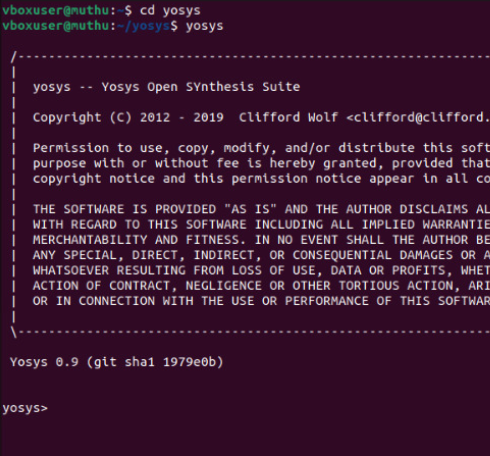 vboxuser@muthu:~$ cd yosys
vboxuser@muthu:~/yosys$ yosys
/----------------------------------------------------------------
|
| yosys -- Yosys Open SYnthesis Suite
|
| Copyright (C) 2012 - 2019 Clifford Wolf <clifford@clifford.
|
| Permission to use, copy, modify, and/or distribute this soft
| purpose with or without fee is hereby granted, provided that
| copyright notice and this permission notice appear in all co
|
| THE SOFTWARE IS PROVIDED "AS IS" AND THE AUTHOR DISCLAIMS AL
| WITH REGARD TO THIS SOFTWARE INCLUDING ALL IMPLIED WARRANTIE
| MERCHANTABILITY AND FITNESS. IN NO EVENT SHALL THE AUTHOR BE
| ANY SPECIAL, DIRECT, INDIRECT, OR CONSEQUENTIAL DAMAGES OR A
| WHATSOEVER RESULTING FROM LOSS OF USE, DATA OR PROFITS, WHET
| ACTION OF CONTRACT, NEGLIGENCE OR OTHER TORTIOUS ACTION, ARI
| OR IN CONNECTION WITH THE USE OR PERFORMANCE OF THIS SOFTWAR
|
\----------------------------------------------------------------
Yosys 0.9 (git sha1 1979e0b)
yosys>